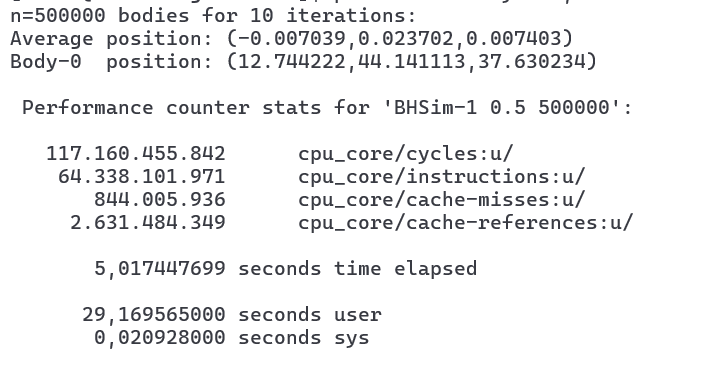 n=500000 bodies for 10 iterations:
Average position: (-0.007039,0.023702,0.007403)
Body-0  position: (12.744222,44.141113,37.630234)
Performance counter stats for 'BHSim-1 0.5 500000':
117.160.455.842      cpu_core/cycles:u/
64.338.101.971      cpu_core/instructions:u/
844.005.936      cpu_core/cache-misses:u/
2.631.484.349      cpu_core/cache-references:u/
5,017447699 seconds time elapsed
29,169565000 seconds user
0,020928000 seconds sys